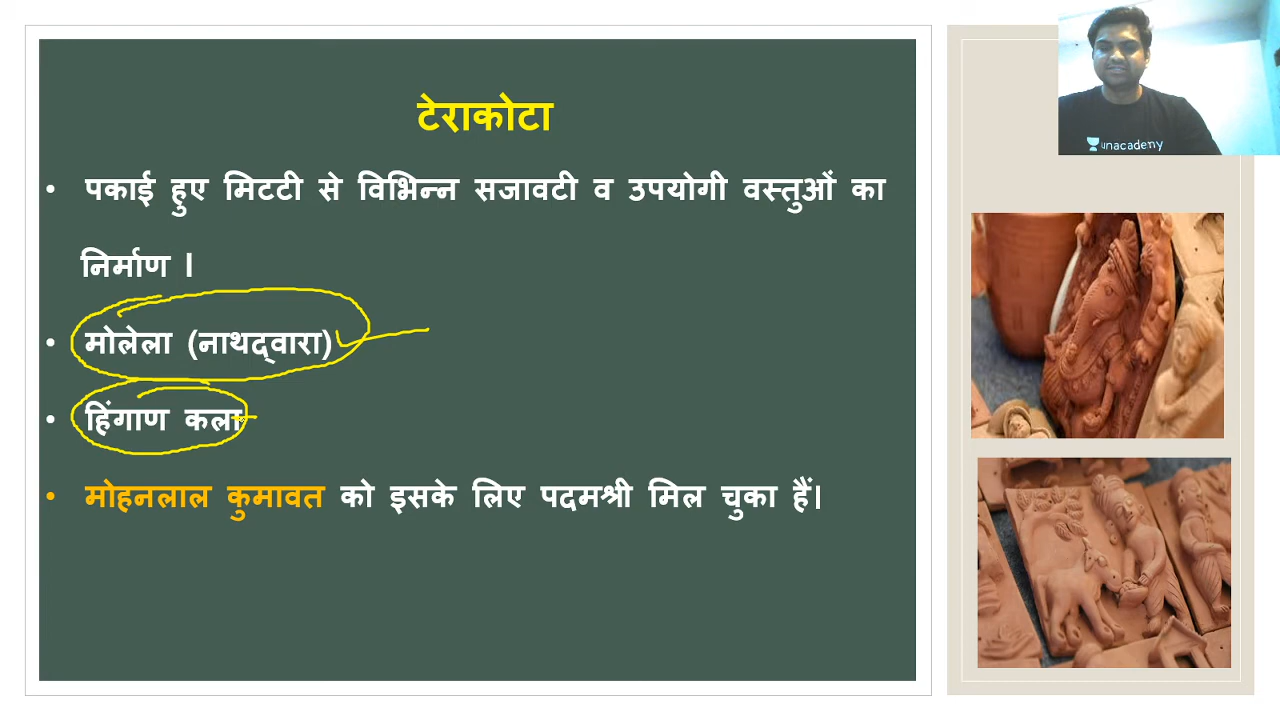 टेराकोटा
• पकाई हुए मिटटी से विभिन्न सजावटी व उपयोगी वस्तुओं का
निर्माण ।
• मोलेला (नाथद्वारा)
• हिंगाण कला
• मोहनलाल कुमावत को इसके लिए पदमश्री मिल चुका हैं।
unacademy